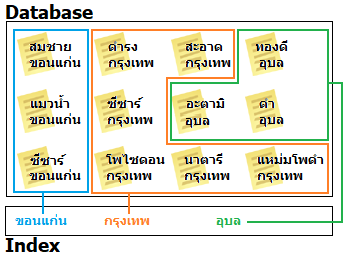 Database
สมชาย ดำรง สะอาด ทองดี
ขอนแก่น กรุงเทพ กรุงเทพ อุบล
แมวน้ำ ซีซาร์ อะตามิ ดำ
ขอนแก่น กรุงเทพ อุบล อุบล
ซีซาร์ โพไซดอน นาตารี แหม่มโพดำ
ขอนแก่น กรุงเทพ กรุงเทพ กรุงเทพ
ขอนแก่น กรุงเทพ อุบล
Index